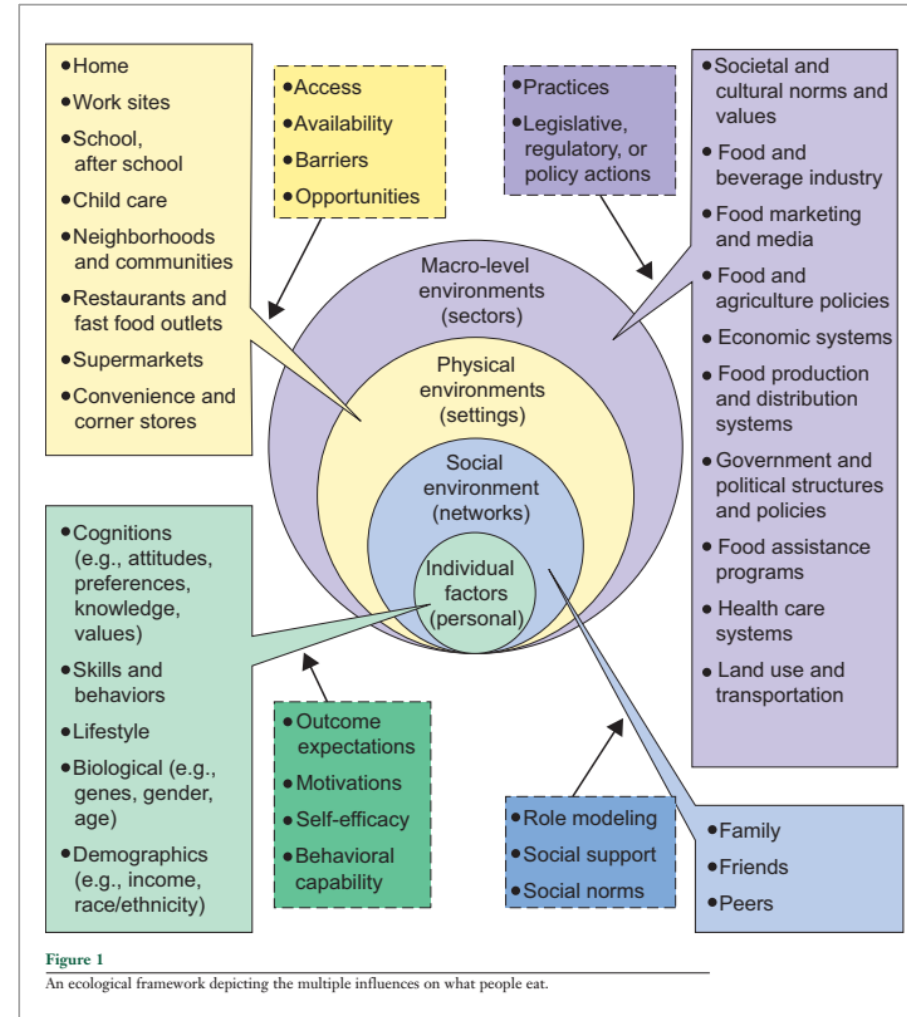 •Home
•Work sites
•School,
after school
•Child care
•Neighborhoods
and communities
•Restaurants and
fast food outlets
•Supermarkets
•Convenience and
corner stores
•Access
•Availability
•Barriers
•Opportunities
•Practices
•Legislative,
regulatory, or
policy actions
•Societal and
cultural norms and
values
•Food and
beverage industry
•Food marketing
and media
•Food and
agriculture policies
•Economic systems
•Food production
and distribution
systems
•Government and
political structures
and policies
•Food assistance
programs
•Health care
systems
•Land use and
transportation
Macro-level
environments
(sectors)
Physical
environments
(settings)
Social
environment
(networks)
Individual
factors
(personal)
•Cognitions
(e.g., attitudes,
preferences,
knowledge,
values)
•Skills and
behaviors
•Lifestyle
•Biological (e.g.,
genes, gender,
age)
•Demographics
(e.g., income,
race/ethnicity)
•Outcome
expectations
•Motivations
•Self-efficacy
•Behavioral
capability
•Role modeling
•Social support
•Social norms
•Family
•Friends
•Peers
Figure 1
An ecological framework depicting the multiple influences on what people eat.